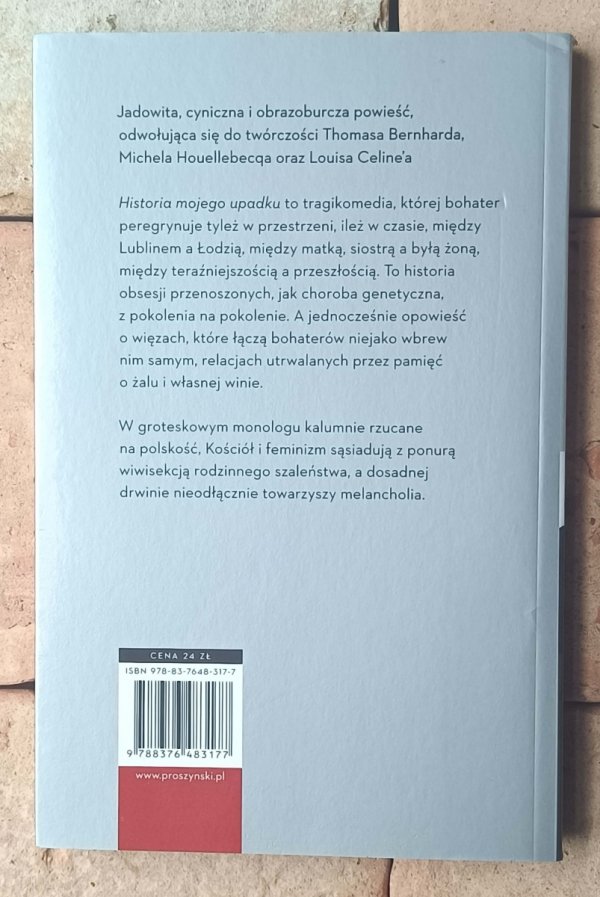 Jadowita, cyniczna i obrazoburcza powieść,
odwołująca się do twórczości Thomasa Bernharda,
Michela Houellebecqa oraz Louisa Celine'a
Historia mojego upadku to tragikomedia, której bohater
peregrynuje tyleż w przestrzeni, ileż w czasie, między
Lublinem a Łodzią, między matką, siostrą a byłą żoną,
między teraźniejszością a przeszłością. To historia
obsesji przenoszonych, jak choroba genetyczna,
z pokolenia na pokolenie. A jednocześnie opowieść
o więzach, które łączą bohaterów niejako wbrew
nim samym, relacjach utrwalanych przez pamięć
o żalu i własnej winie.
W groteskowym monologu kalumnie rzucane
na polskość, Kościół i feminizm sąsiadują z ponurą
wiwisekcją rodzinnego szaleństwa, a dosadnej
drwinie nieodłącznie towarzyszy melancholia.
CENA 24 ZŁ
ISBN 978-83-7648-317-7
9 788376 483177
www.proszynski.pl